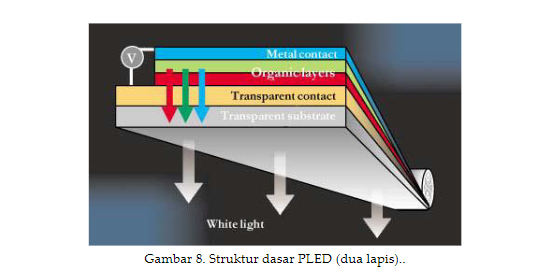 V
Metal contact
Organic layers
Transparent contact
Transparent substrate
White light
Gambar 8. Struktur dasar PLED (dua lapis)..